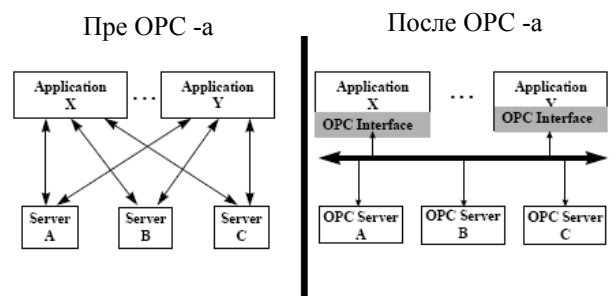 Пре OPC -а
После OPC -а
Application
X
...
Application
Y
Server
A
Server
B
Server
C
Application
X
OPC Interface
...
Application
Y
OPC Interface
OPC Server
A
OPC Server
B
OPC Server
C